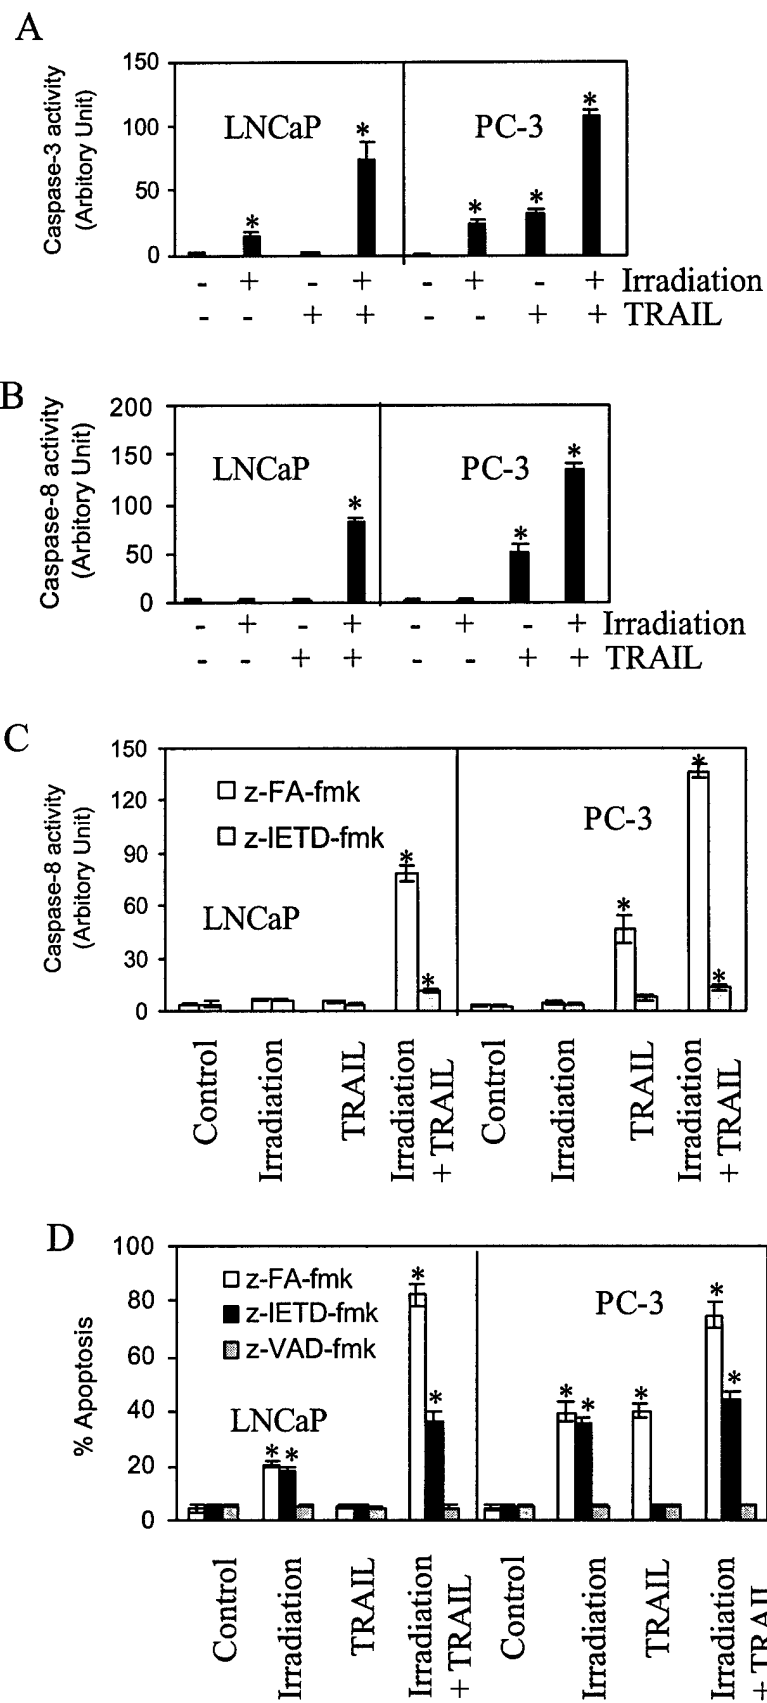 A
Caspase-3 activity
(Arbitory Unit)
150
100
50
0
LNCaP
PC-3
*
*
*
*
*
- + - + - + - + Irradiation
- - + + - - + + TRAIL
B
Caspase-8 activity
(Arbitory Unit)
200
150
100
50
0
LNCaP
PC-3
*
*
*
- + - + - + - + Irradiation
- - + + - - + + TRAIL
C
Caspase-8 activity
(Arbitory Unit)
150
120
90
60
30
0
z-FA-fmk
z-IETD-fmk
LNCaP
PC-3
*
*
*
*
*
Control
Irradiation
TRAIL
Irradiation
+ TRAIL
Control
Irradiation
TRAIL
Irradiation
+ TRAIL
D
% Apoptosis
100
80
60
40
20
0
z-FA-fmk
z-IETD-fmk
z-VAD-fmk
LNCaP
PC-3
* *
*
*
* *
*
*
*
Control
Irradiation
TRAIL
Irradiation
+ TRAIL
Control
Irradiation
TRAIL
Irradiation
+ TRAIL